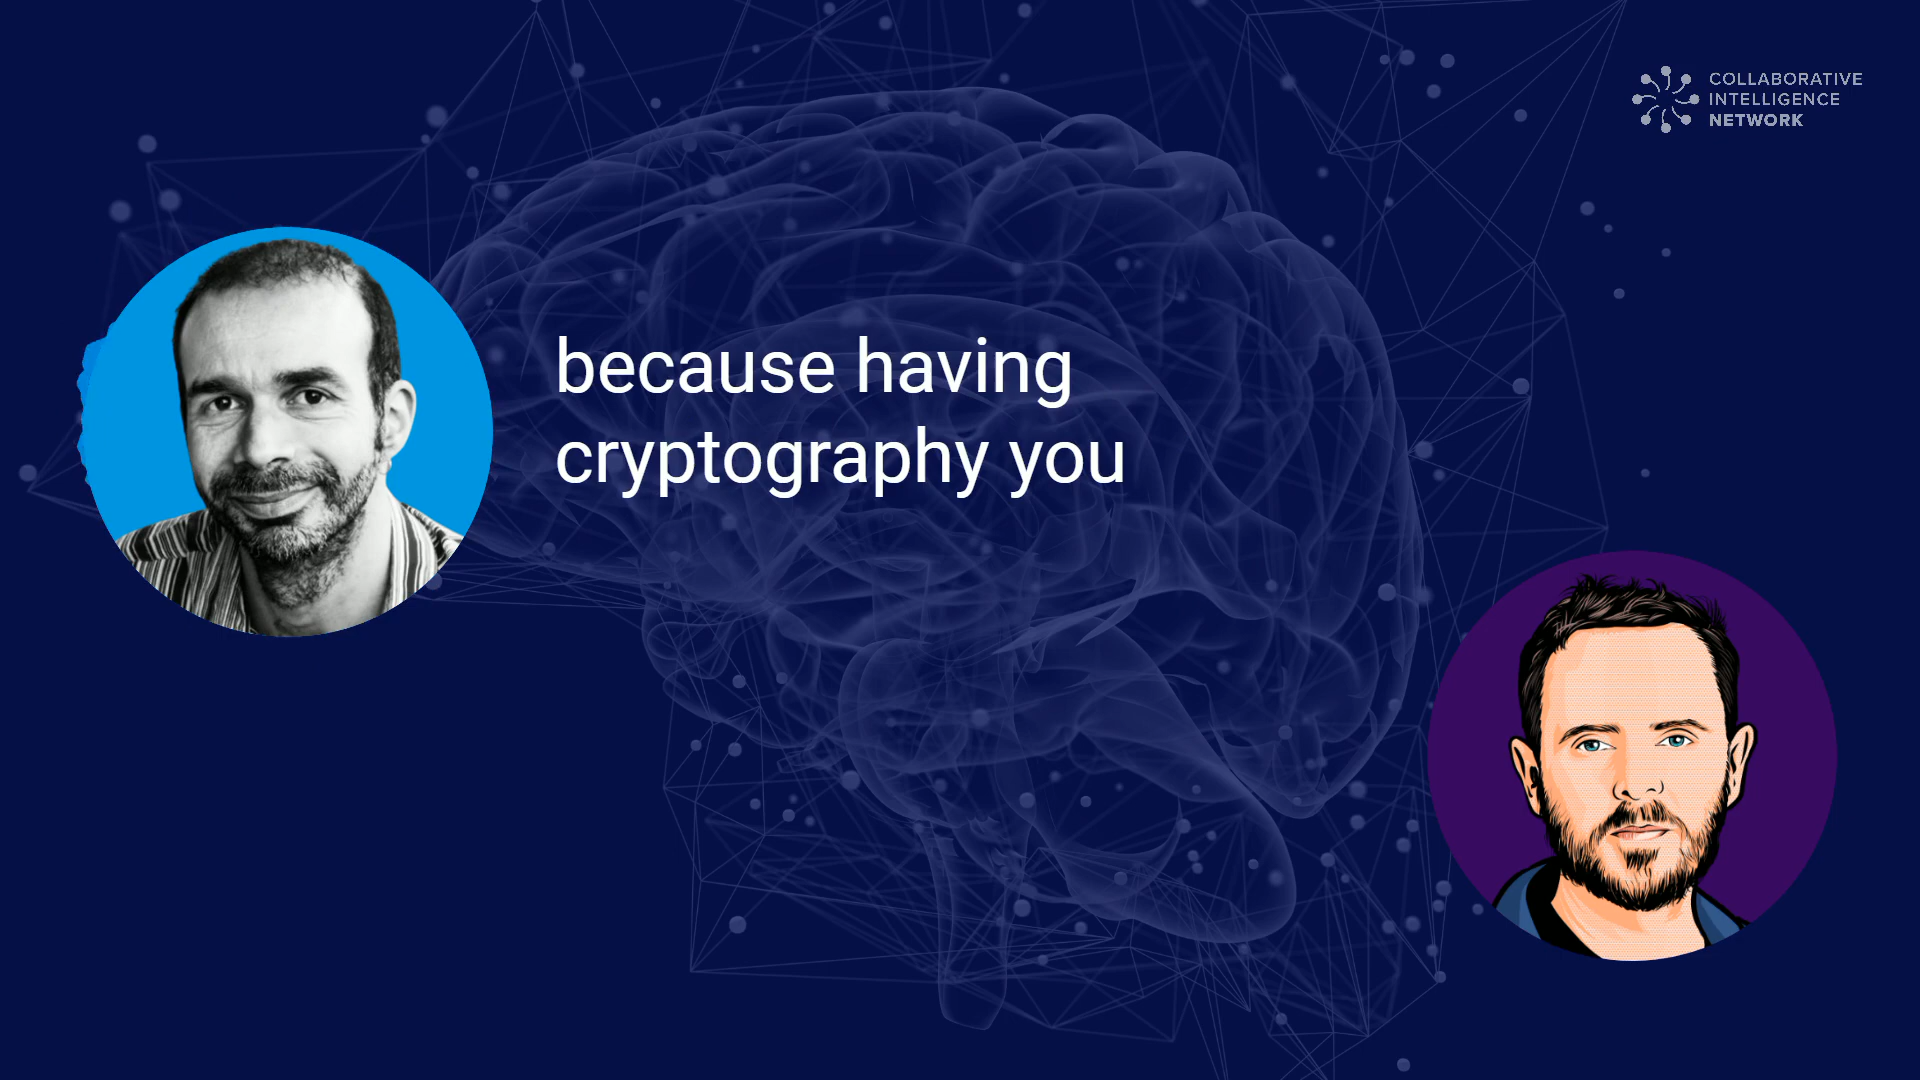 COLLABORATIVE
INTELLIGENCE
NETWORK
because having
cryptography you